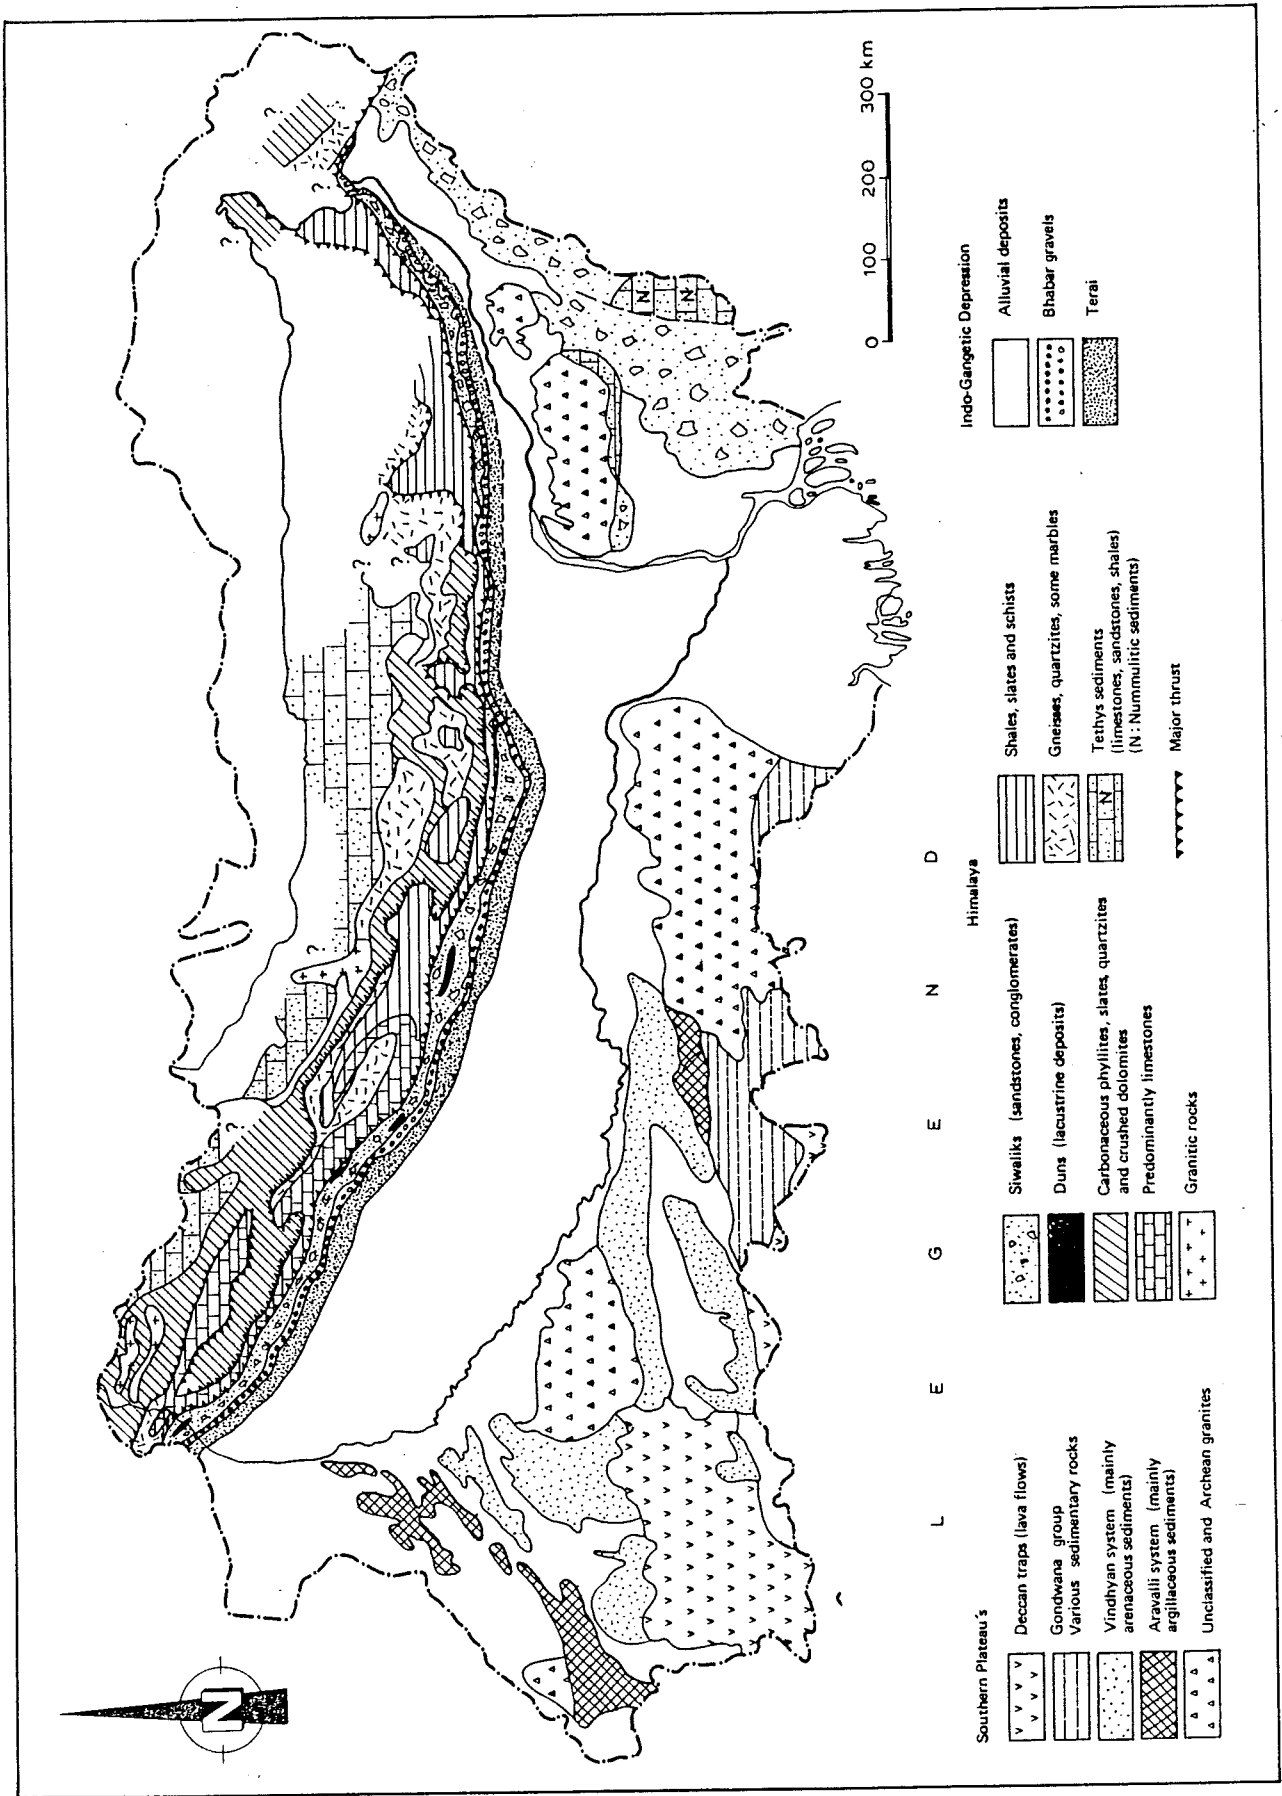 N
?
?
?
?
?
?
?
?
N
N
0 100 200 300 km
L E G E N D
Southern Plateau's
Deccan traps (lava flows)
Gondwana group
Various sedimentary rocks
Vindhyan system (mainly
arenaceous sediments)
Aravalli system (mainly
argillaceous sediments)
Unclassified and Archean granites
Himalaya
Siwaliks (sandstones, conglomerates)
Duns (lacustrine deposits)
Carbonaceous phyllites, slates, quartzites
and crushed dolomites
Predominantly limestones
Granitic rocks
Shales, slates and schists
Gneisses, quartzites, some marbles
N
Tethys sediments
(limestones, sandstones, shales)
(N: Nummulitic sediments)
Major thrust
Indo-Gangetic Depression
Alluvial deposits
Bhabar gravels
Terai